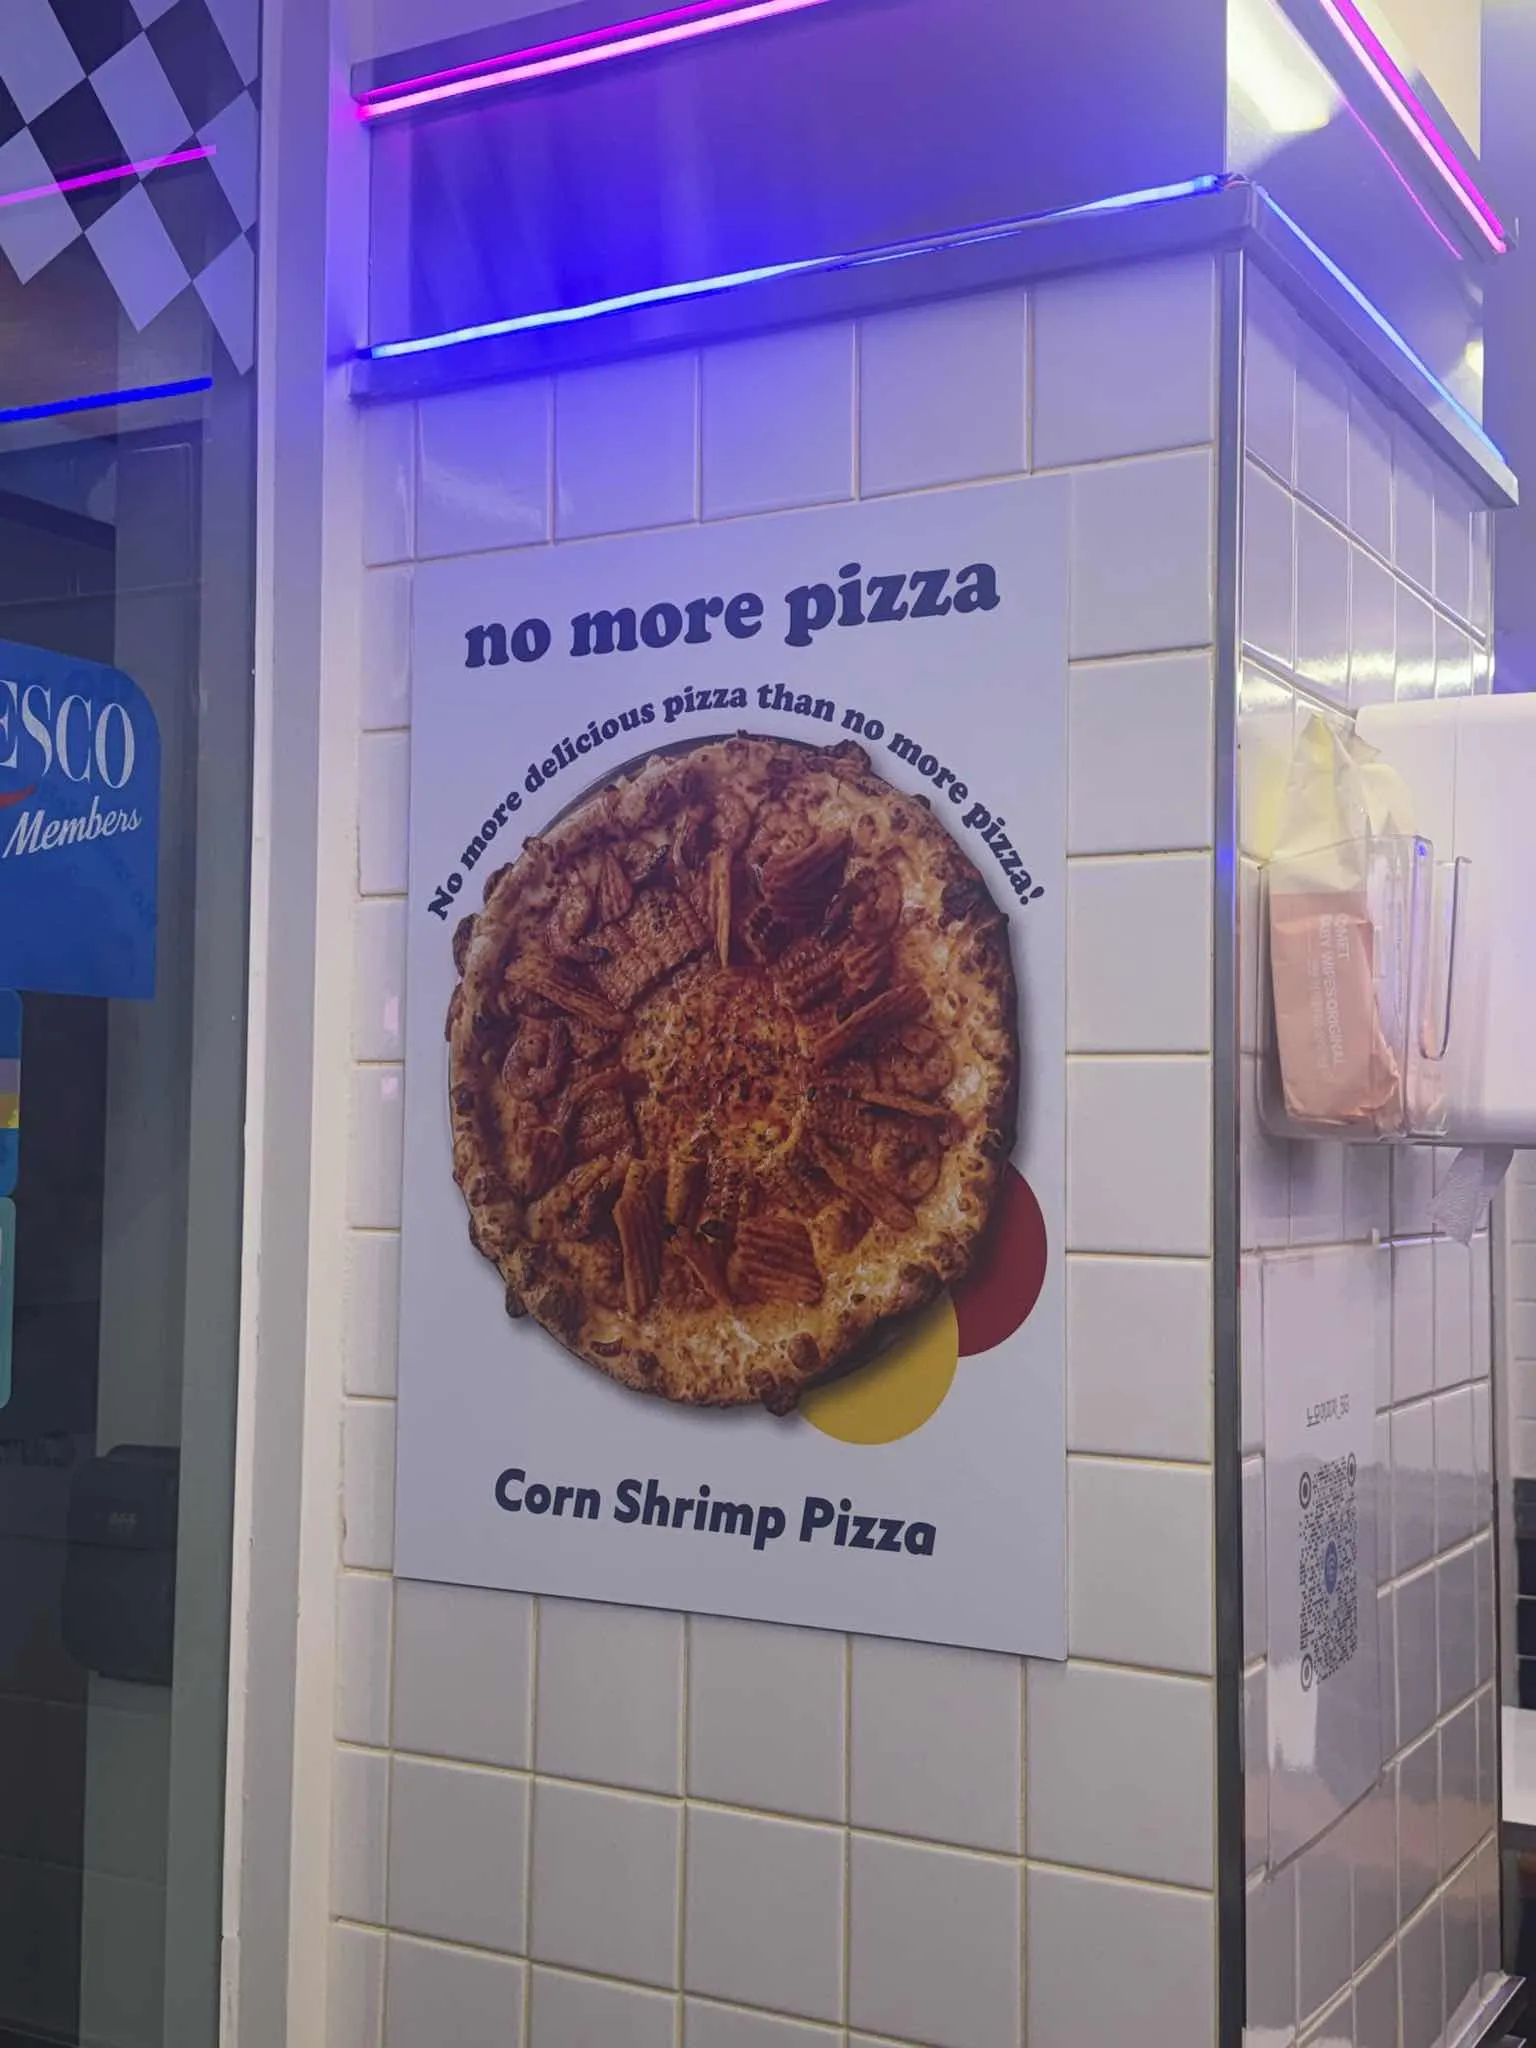 no more pizza
No more delicious pizza than no more pizza!
Corn Shrimp Pizza
ESCO
Members